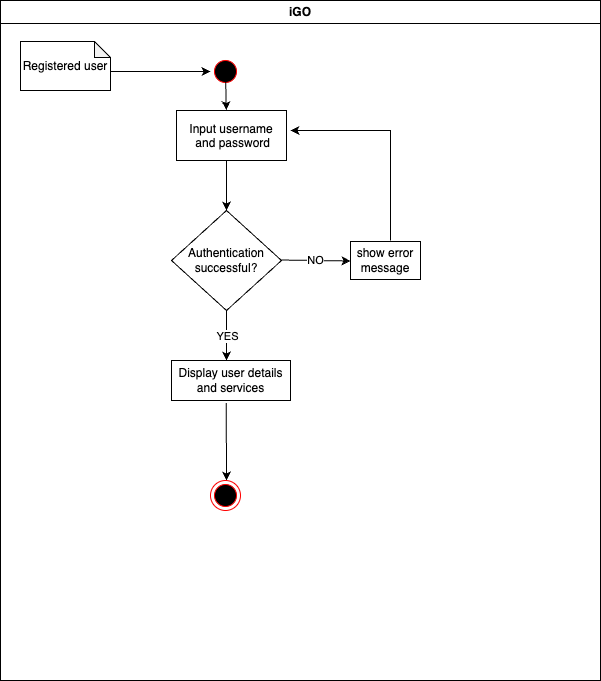 iGO
Registered user
Input username
and password
Authentication
successful?
NO
show error
message
YES
Display user details
and services